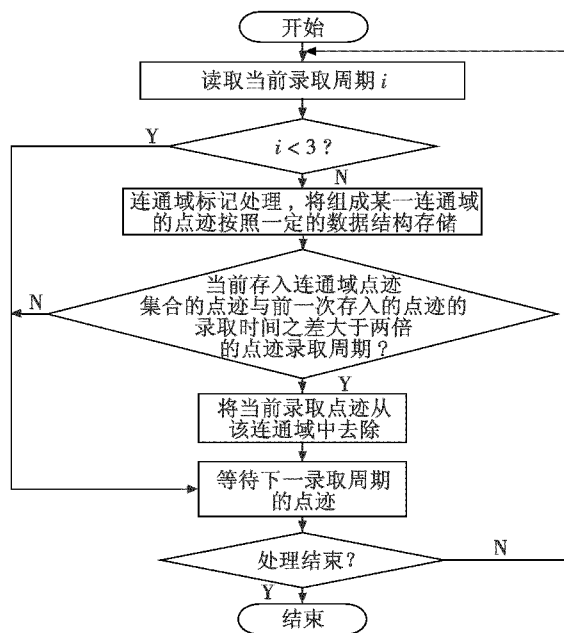 开始
读取当前录取周期 i
Y
i < 3 ?
N
连通域标记处理，将组成某一连通域
的点迹按照一定的数据结构存储
当前存入连通域点迹
N
集合的点迹与前一次存入的点迹的
录取时间之差大于两倍
的点迹录取周期？
Y
将当前录取点迹从
该连通域中去除
等待下一录取周期
的点迹
处理结束？
N
Y
结束